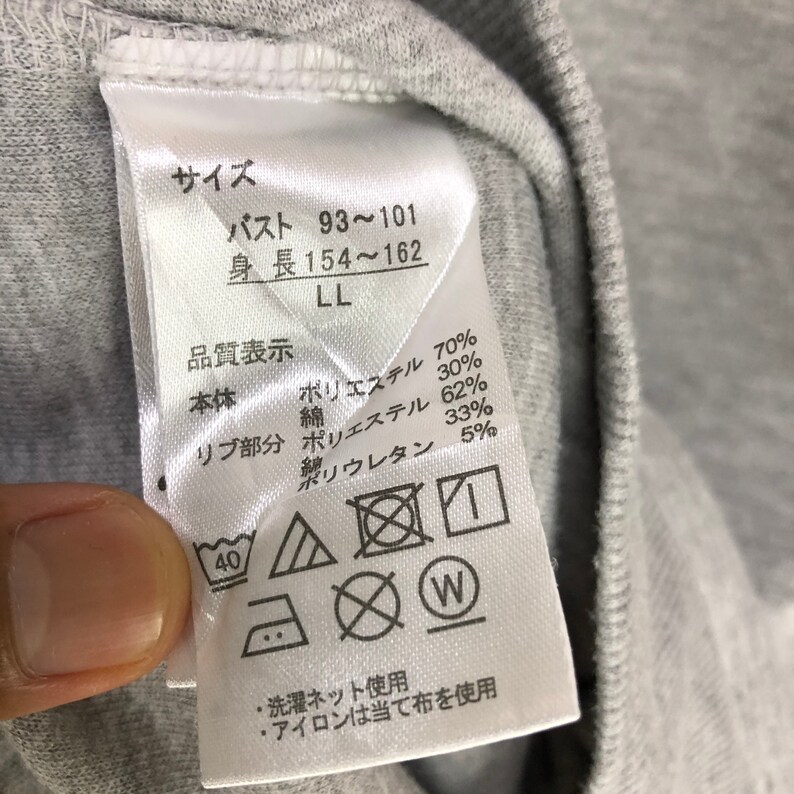 サイズ
バスト 93〜101
身長154〜162
LL
品質表示
本体 ポリエステル 70%
綿 30%
リブ部分 ポリエステル 62%
綿 33%
ポリウレタン 5%
40
W
・洗濯ネット使用
・アイロンは当て布を使用